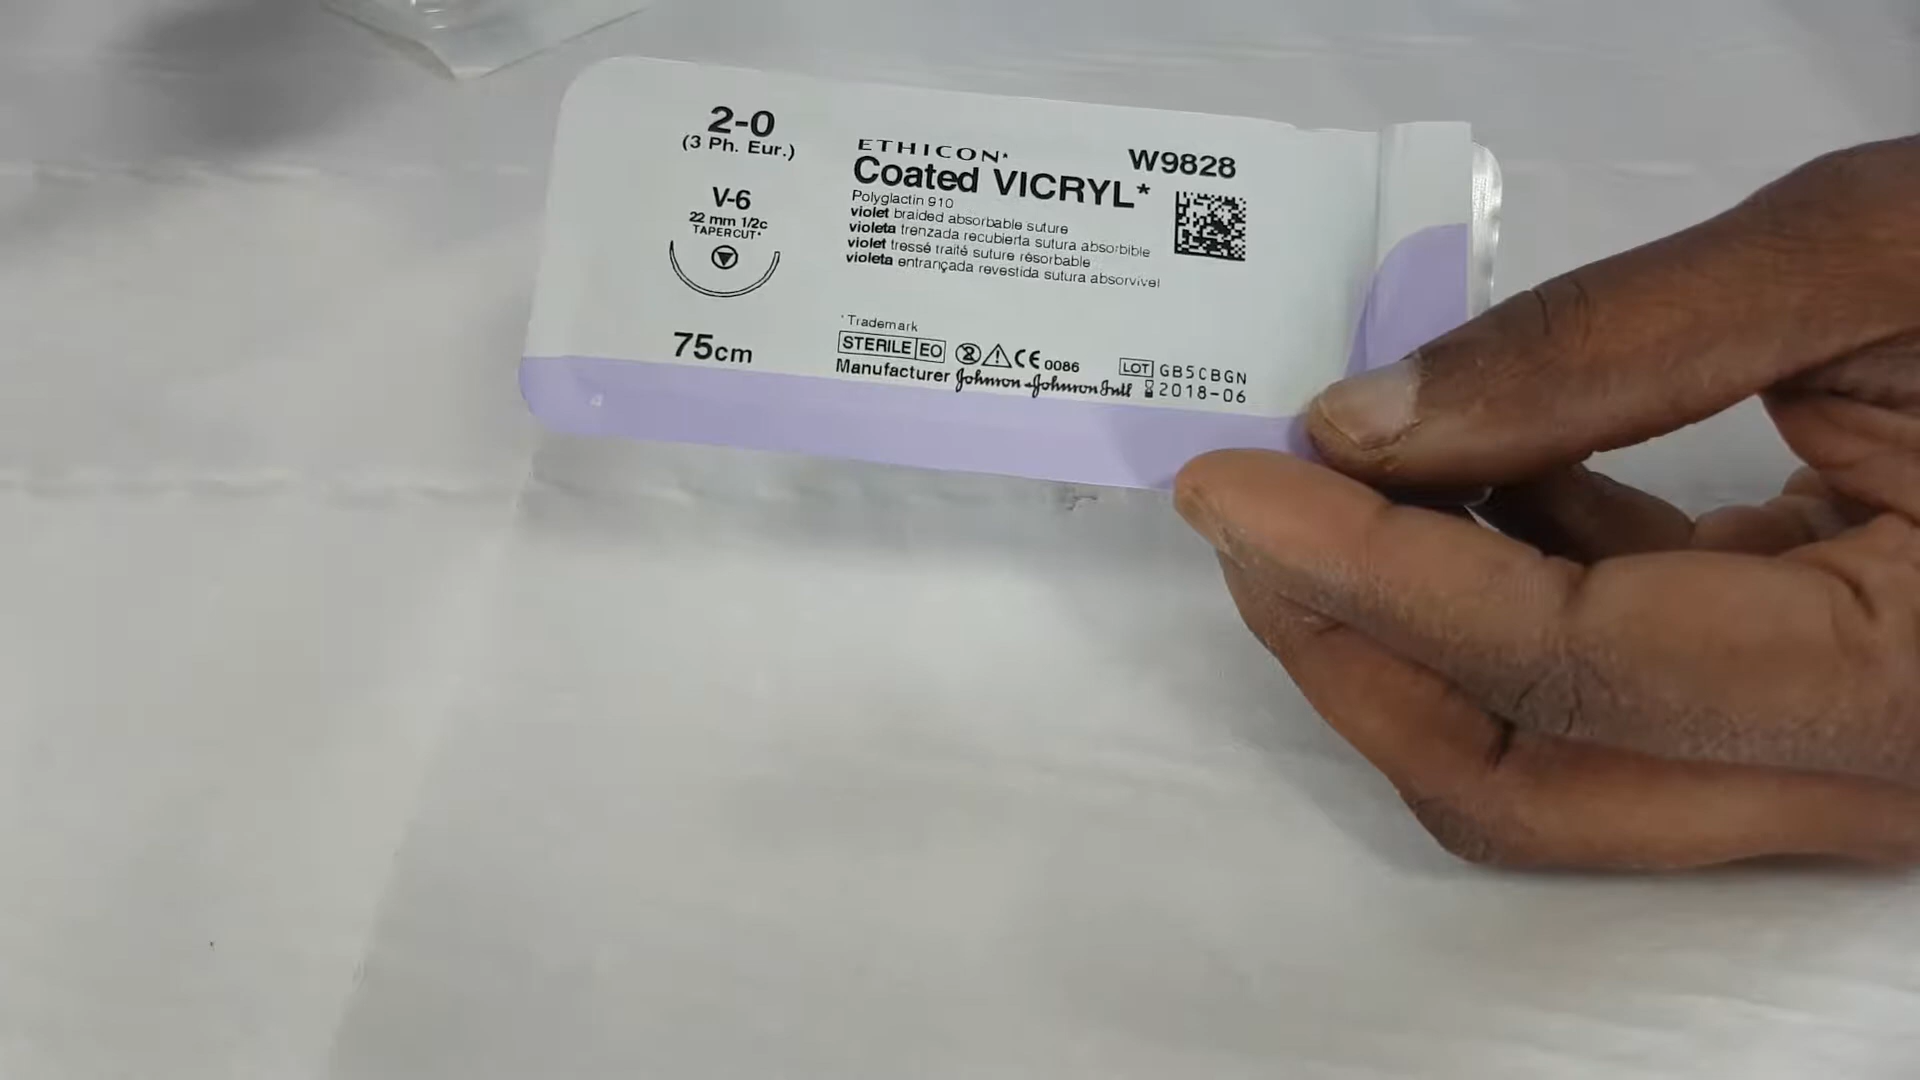 2-0
(3 Ph. Eur.)
V-6
22 mm 1/2c
TAPERCUT*
75cm
ETHICON*
W9828
Coated VICRYL*
Polyglactin 910
violet braided absorbable suture
violeta trenzada recubierta sutura absorbible
violet tressé traité suture résorbable
violeta entrançada revestida sutura absorvível
*Trademark
STERILE EO
2
CE 0086
LOT GB5CBGN
Manufacturer Johnson & Johnson Intl
2018-06